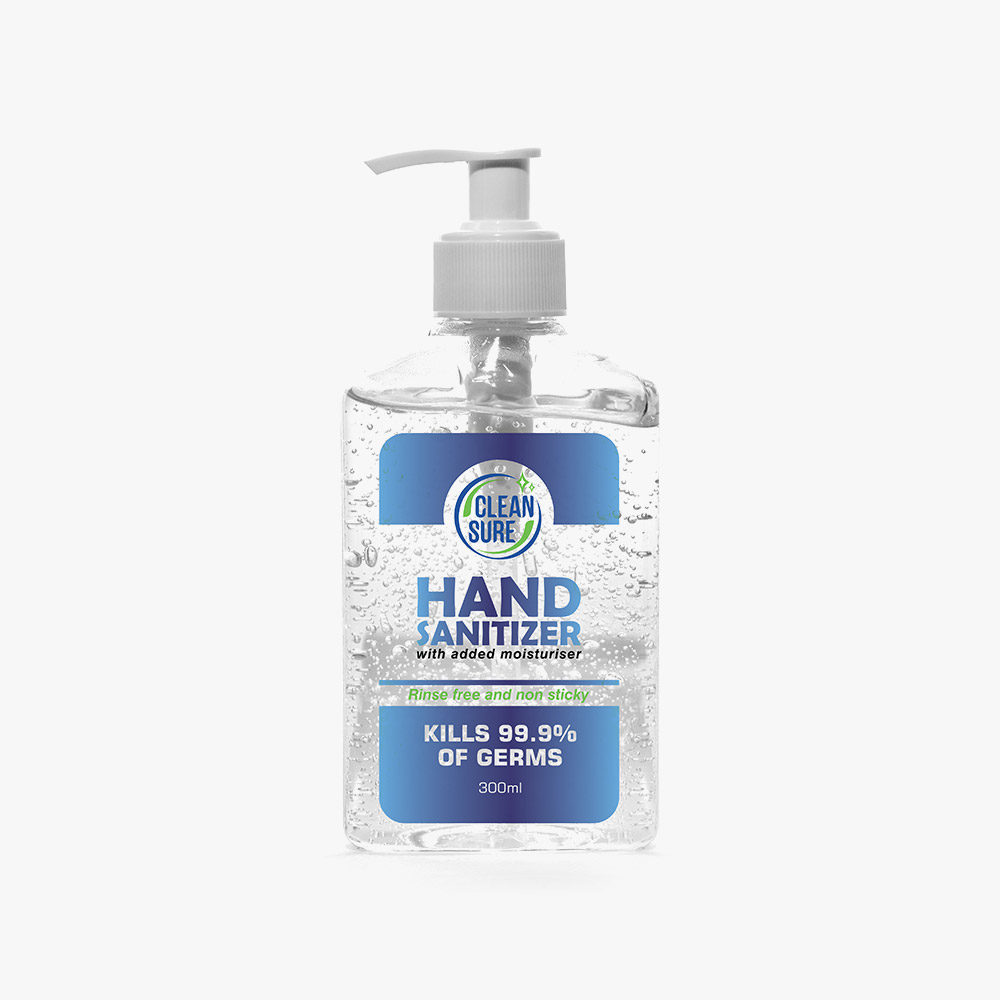 CLEAN
SURE
HAND
SANITIZER
with added moisturiser
Rinse free and non sticky
KILLS 99.9%
OF GERMS
300ml